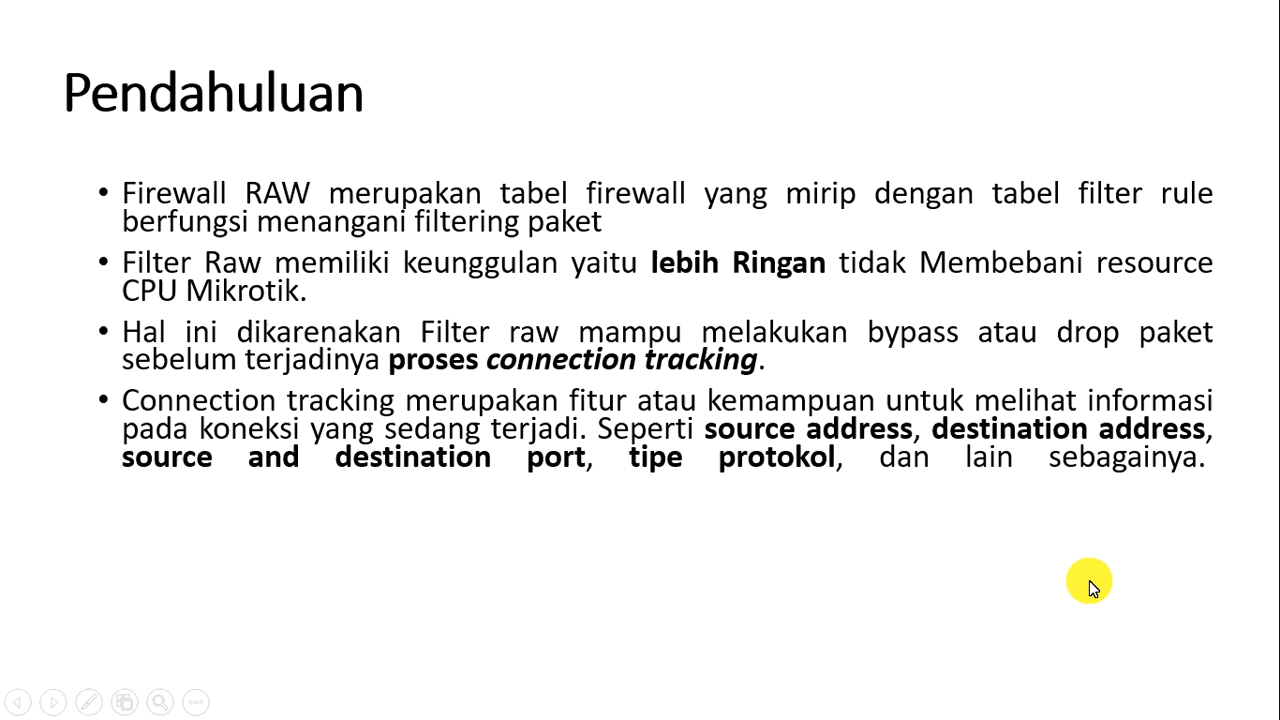 Pendahuluan
• Firewall RAW merupakan tabel firewall yang mirip dengan tabel filter rule
berfungsi menangani filtering paket
• Filter Raw memiliki keunggulan yaitu lebih Ringan tidak Membebani resource
CPU Mikrotik.
• Hal ini dikarenakan Filter raw mampu melakukan bypass atau drop paket
sebelum terjadinya proses connection tracking.
• Connection tracking merupakan fitur atau kemampuan untuk melihat informasi
pada koneksi yang sedang terjadi. Seperti source address, destination address,
source and destination port, tipe protokol, dan lain sebagainya.